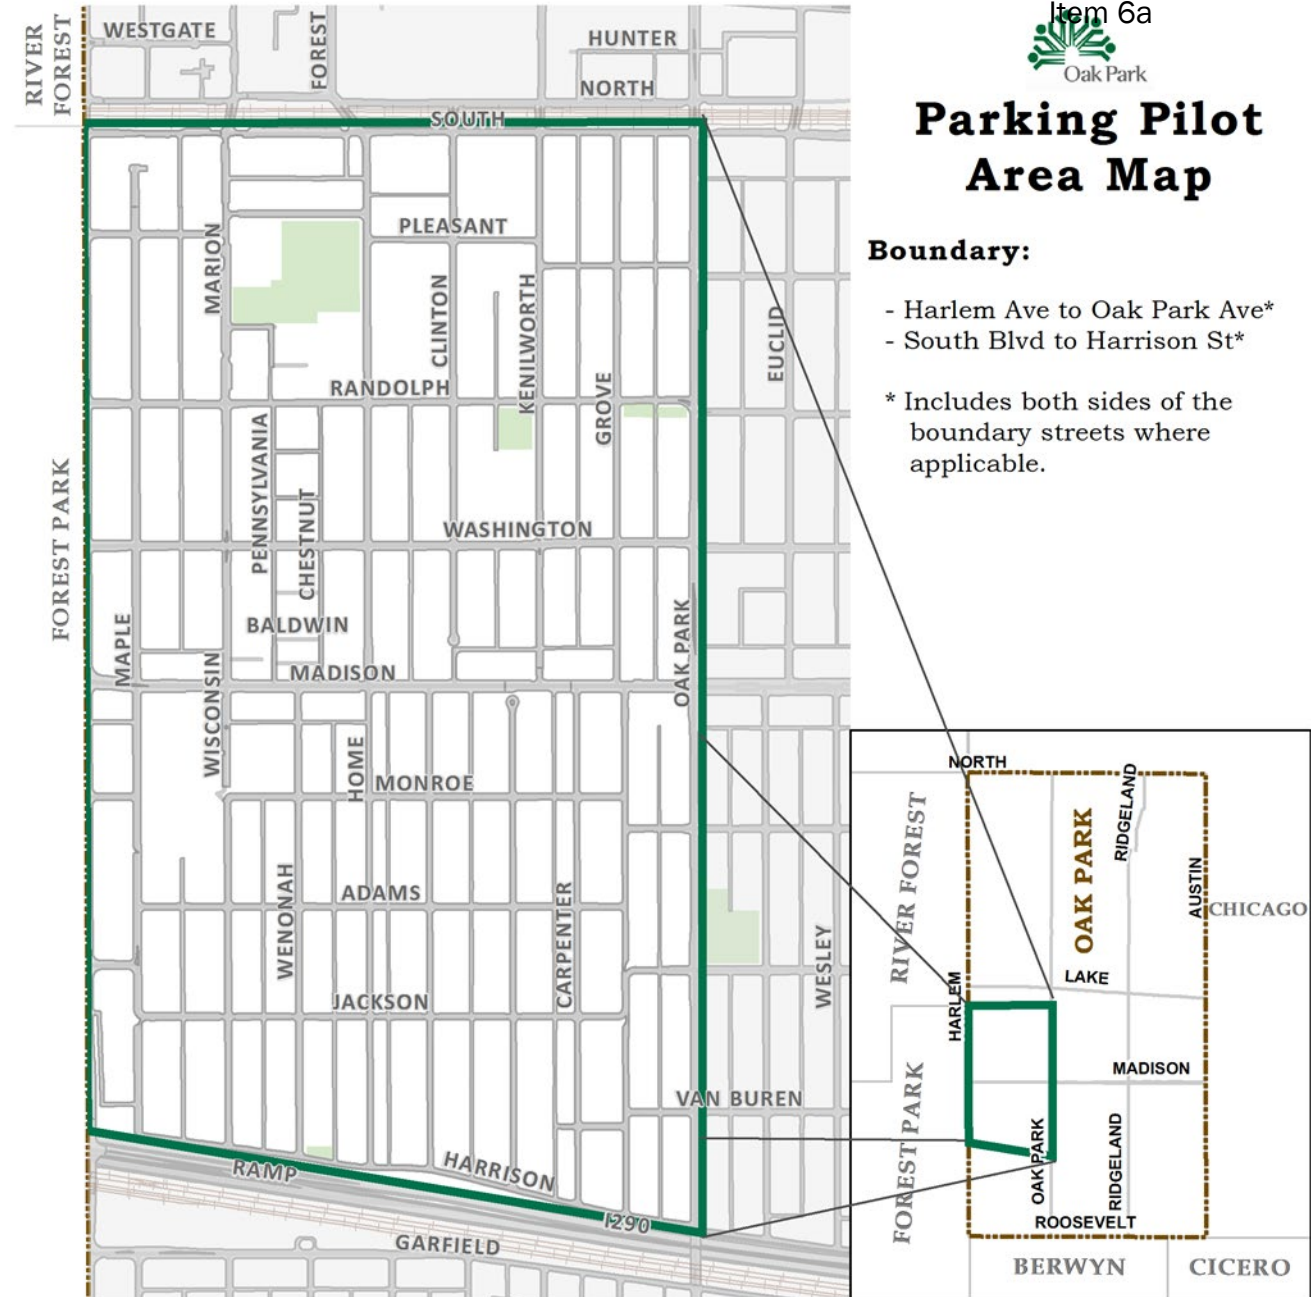 Item 6a
Oak Park
Parking Pilot
Area Map
Boundary:
- Harlem Ave to Oak Park Ave*
- South Blvd to Harrison St*
* Includes both sides of the
boundary streets where
applicable.
RIVER
FOREST
WESTGATE
FOREST
HUNTER
NORTH
SOUTH
PLEASANT
MARION
CLINTON
KENILWORTH
EUCLID
RANDOLPH
GROVE
PENNSYLVANIA
CHESTNUT
WASHINGTON
FOREST PARK
MAPLE
BALDWIN
OAK PARK
WISCONSIN
MADISON
HOME
MONROE
WENONAH
ADAMS
CARPENTER
WESLEY
JACKSON
VAN BUREN
RAMP
HARRISON
I290
GARFIELD
NORTH
RIDGELAND
RIVER FOREST
OAK PARK
AUSTIN
CHICAGO
HARLEM
LAKE
MADISON
FOREST PARK
OAK PARK
RIDGELAND
ROOSEVELT
BERWYN
CICERO